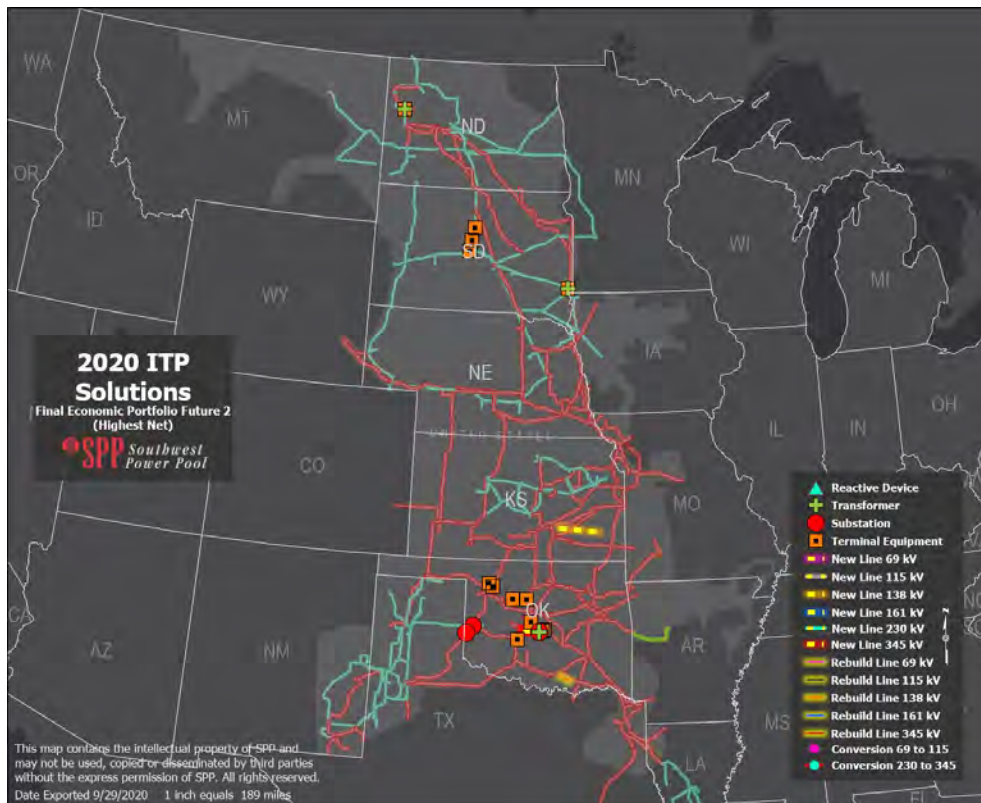 WA
MT
ND
MN
OR
ID
SD
WI
MI
WY
IA
2020 ITP
Solutions
Final Economic Portfolio Future 2
(Highest Net)
SPP Southwest
Power Pool
NE
UNITED STATES
IL
IN
OH
CO
KS
MO
Reactive Device
Transformer
Substation
Terminal Equipment
New Line 69 kV
New Line 115 kV
New Line 138 kV
New Line 161 kV
New Line 230 kV
New Line 345 kV
Rebuild Line 69 kV
Rebuild Line 115 kV
Rebuild Line 138 kV
Rebuild Line 161 kV
Rebuild Line 345 kV
Conversion 69 to 115
Conversion 230 to 345
N
CA
AZ
NM
OK
AR
TX
MS
LA
This map contains the intellectual property of SPP and
may not be used, copied or disseminated by third parties
without the express permission of SPP. All rights reserved.
Date Exported 9/29/2020 1 inch equals 189 miles